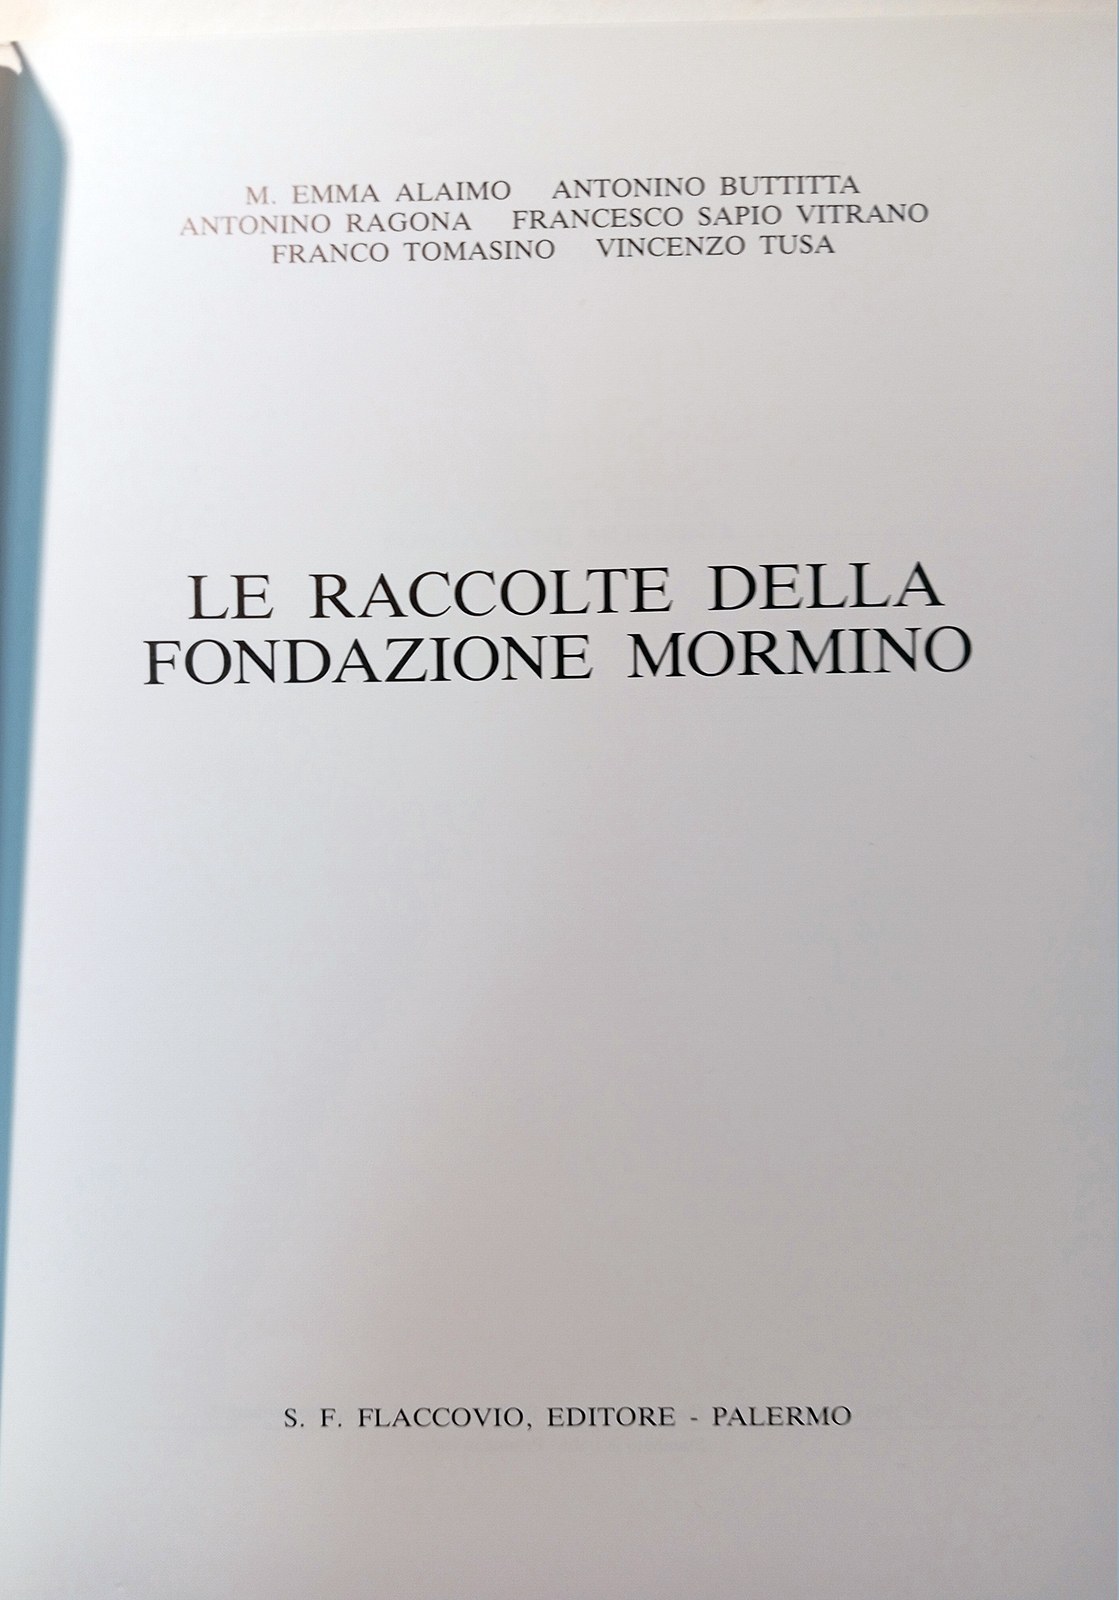 M. EMMA ALAIMO ANTONINO BUTTITTA
ANTONINO RAGONA FRANCESCO SAPIO VITRANO
FRANCO TOMASINO VINCENZO TUSA
LE RACCOLTE DELLA
FONDAZIONE MORMINO
S. F. FLACCOVIO, EDITORE - PALERMO